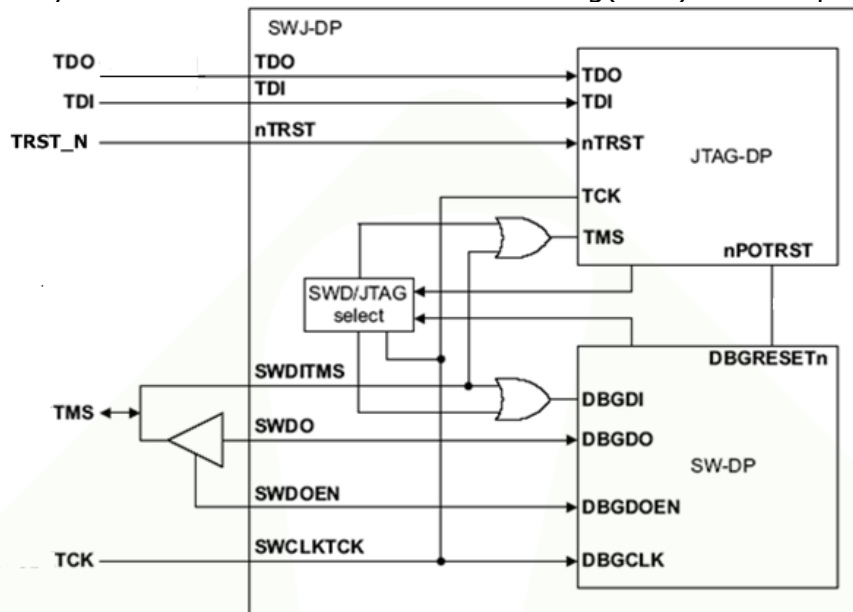 SWJ-DP
TDO TDO TDO
TDI TDI TDI
TRST_N nTRST nTRST
JTAG-DP
TCK
TMS
nPOTRST
SWD/JTAG
select
DBGRESETn
SWDITMS
DBGDI
TMS
SWDO DBGDO
SW-DP
SWDOEN DBGDOEN
TCK SWCLKTCK DBGCLK